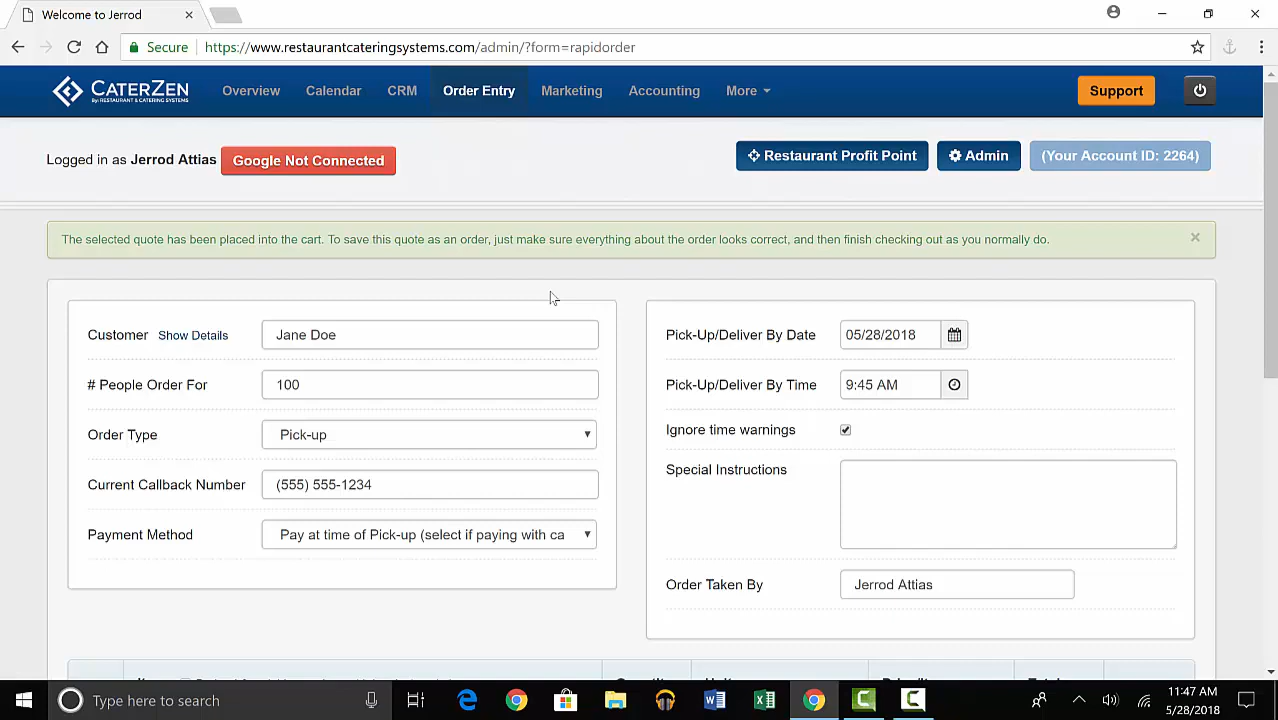 Welcome to Jerrod
Secure https://www.restaurantcateringsystems.com/admin/?form=rapidorder
CATERZEN
By: RESTAURANT & CATERING SYSTEMS
Overview Calendar CRM Order Entry Marketing Accounting More Support
Logged in as Jerrod Attias Google Not Connected Restaurant Profit Point Admin (Your Account ID: 2264)
The selected quote has been placed into the cart. To save this quote as an order, just make sure everything about the order looks correct, and then finish checking out as you normally do.
Customer Show Details Jane Doe
# People Order For 100
Order Type Pick-up
Current Callback Number (555) 555-1234
Payment Method Pay at time of Pick-up (select if paying with ca
Pick-Up/Deliver By Date 05/28/2018
Pick-Up/Deliver By Time 9:45 AM
Ignore time warnings
Special Instructions
Order Taken By Jerrod Attias
Type here to search
11:47 AM
5/28/2018